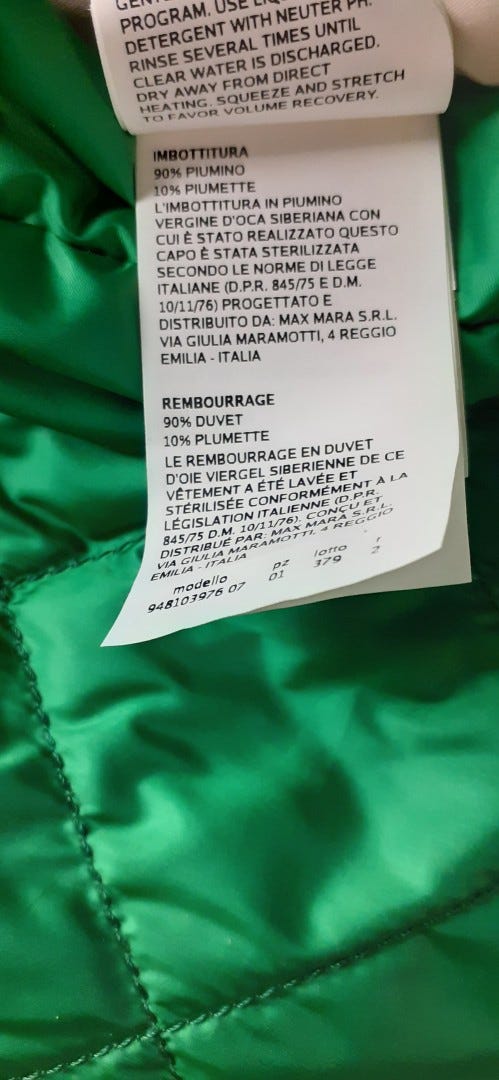 PROGRAM. USE
DETERGENT WITH NEUTER PH.
RINSE SEVERAL TIMES UNTIL
CLEAR WATER IS DISCHARGED.
DRY AWAY FROM DIRECT
HEATING. SQUEEZE AND STRETCH
TO FAVOR VOLUME RECOVERY.
IMBOTTITURA
90% PIUMINO
10% PIUMETTE
L'IMBOTTITURA IN PIUMINO
VERGINE D'OCA SIBERIANA CON
CUI È STATO REALIZZATO QUESTO
CAPO È STATA STERILIZZATA
SECONDO LE NORME DI LEGGE
ITALIANE (D.P.R. 845/75 E D.M.
10/11/76) PROGETTATO E
DISTRIBUITO DA: MAX MARA S.R.L.
VIA GIULIA MARAMOTTI, 4 REGGIO
EMILIA - ITALIA
REMBOURRAGE
90% DUVET
10% PLUMETTE
LE REMBOURRAGE EN DUVET
D'OIE VIERGEL SIBERIENNE DE CE
VÊTEMENT A ÉTÉ LAVÉE ET
STÉRILISÉE CONFORMÉMENT À LA
LÉGISLATION ITALIENNE (D.P.R.
845/75 D.M. 10/11/76). CONÇU ET
DISTRIBUÉ PAR: MAX MARA S.R.L.
VIA GIULIA MARAMOTTI, 4 REGGIO
EMILIA - ITALIA
modello pz lotto r
948103976 07 01 379 2